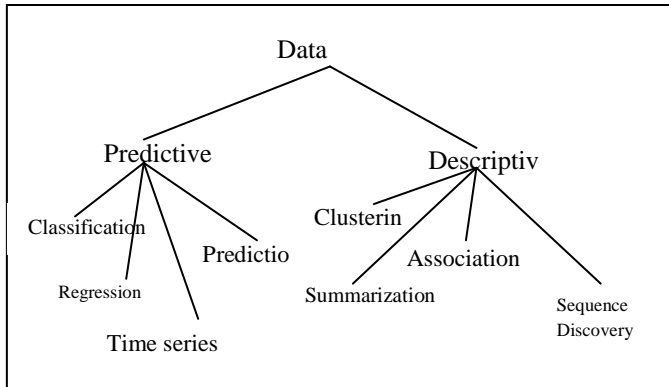 Data
Predictive
Descriptiv
Classification
Clusterin
Predictio
Association
Regression
Summarization
Sequence
Discovery
Time series